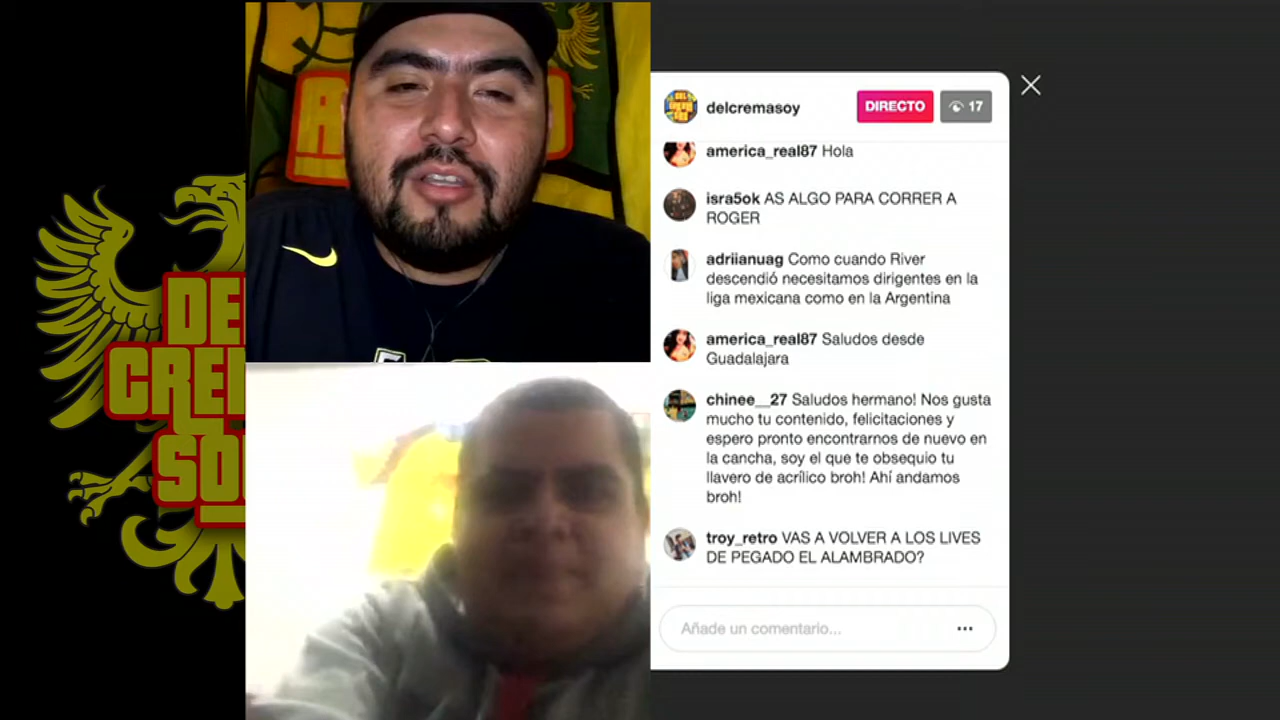 DEL
CRE
SO
delcremasoy
DIRECTO
17
america_real87 Hola
isra5ok AS ALGO PARA CORRER A
ROGER
adriianuag Como cuando River
descendió necesitamos dirigentes en la
liga mexicana como en la Argentina
america_real87 Saludos desde
Guadalajara
chinee__27 Saludos hermano! Nos gusta
mucho tu contenido, felicitaciones y
espero pronto encontrarnos de nuevo en
la cancha, soy el que te obsequio tu
llavero de acrílico broh! Ahí andamos
broh!
troy_retro VAS A VOLVER A LOS LIVES
DE PEGADO EL ALAMBRADO?
Añade un comentario...